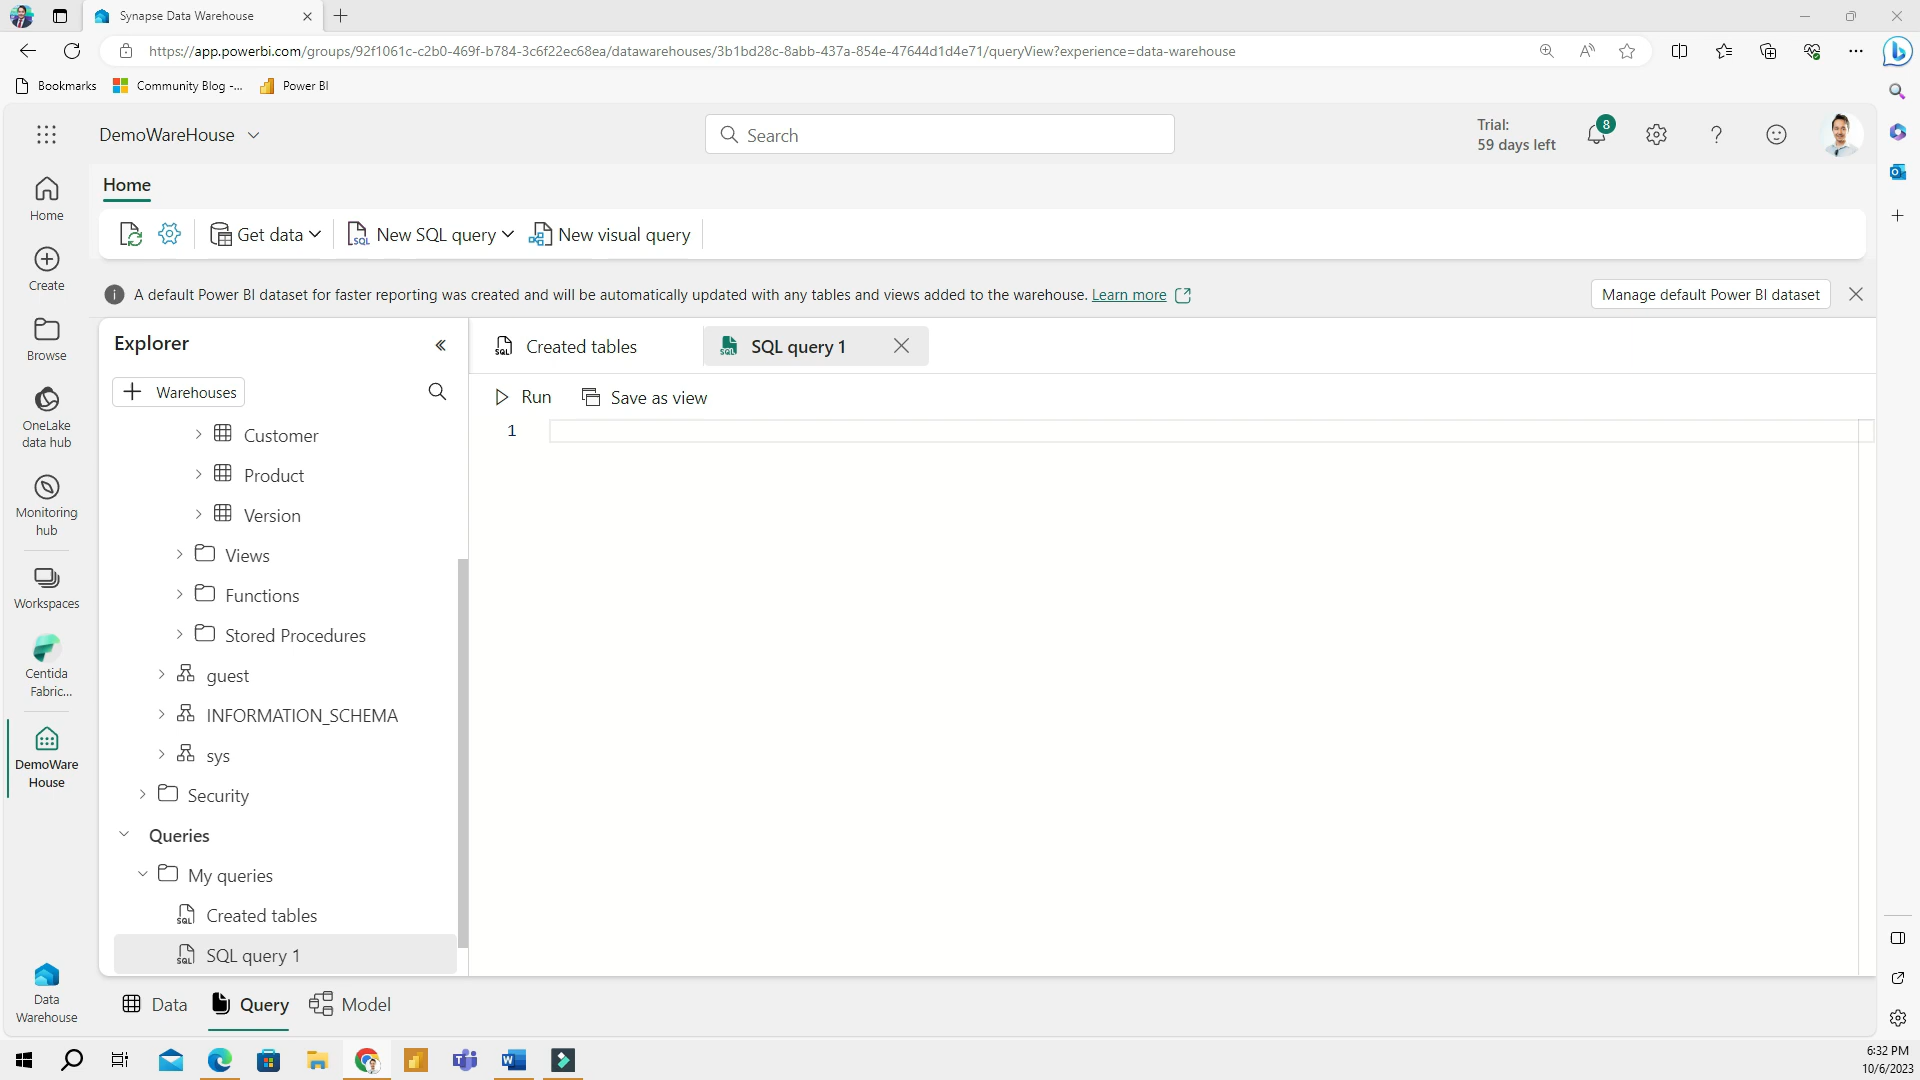 Synapse Data Warehouse
https://app.powerbi.com/groups/92f1061c-c2b0-469f-b784-3c6f22ec68ea/datawarehouses/3b1bd28c-8abb-437a-854e-47644d1d4e71/queryView?experience=data-warehouse
Bookmarks
Community Blog -...
Power BI
DemoWareHouse
Search
Trial:
59 days left
8
Home
Get data
New SQL query
New visual query
A default Power BI dataset for faster reporting was created and will be automatically updated with any tables and views added to the warehouse. Learn more
Manage default Power BI dataset
Home
Create
Browse
OneLake
data hub
Monitoring
hub
Workspaces
Centida
Fabric...
DemoWare
House
Data
Warehouse
Explorer
Warehouses
Customer
Product
Version
Views
Functions
Stored Procedures
guest
INFORMATION_SCHEMA
sys
Security
Queries
My queries
Created tables
SQL query 1
Created tables
SQL query 1
Run
Save as view
1
Data
Query
Model
6:32 PM
10/6/2023